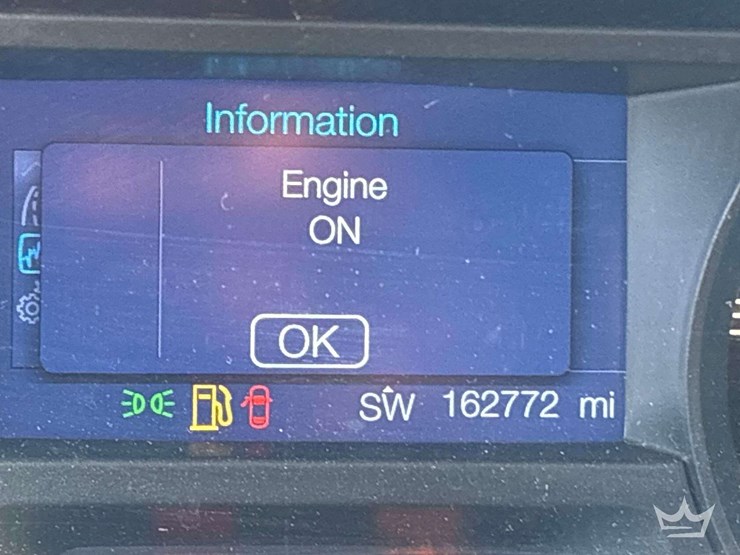 Information
Engine
ON
OK
SW 162772 mi